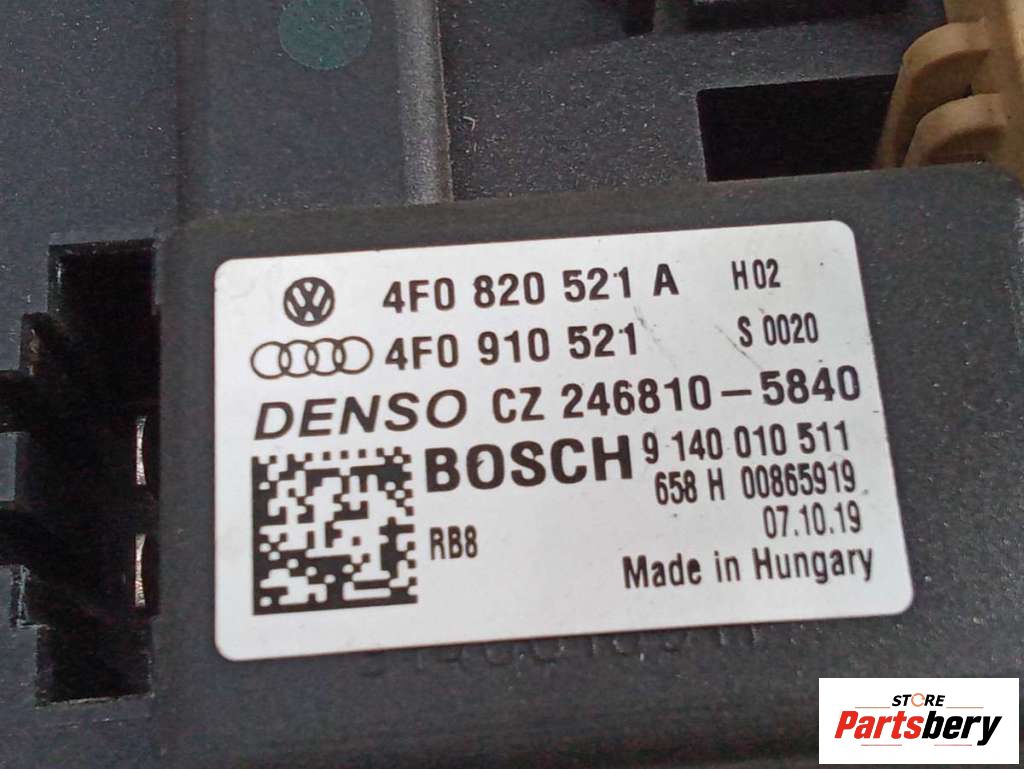 4F0 820 521 A H02
4F0 910 521 S 0020
DENSO CZ 246810-5840
BOSCH 9 140 010 511
658 H 00865919
RB8 07.10.19
Made in Hungary
STORE
Partsbery